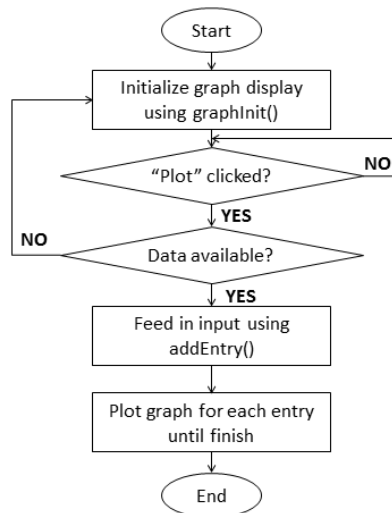 Start
Initialize graph display
using graphInit()
“Plot” clicked?
NO
YES
NO
Data available?
YES
Feed in input using
addEntry()
Plot graph for each entry
until finish
End